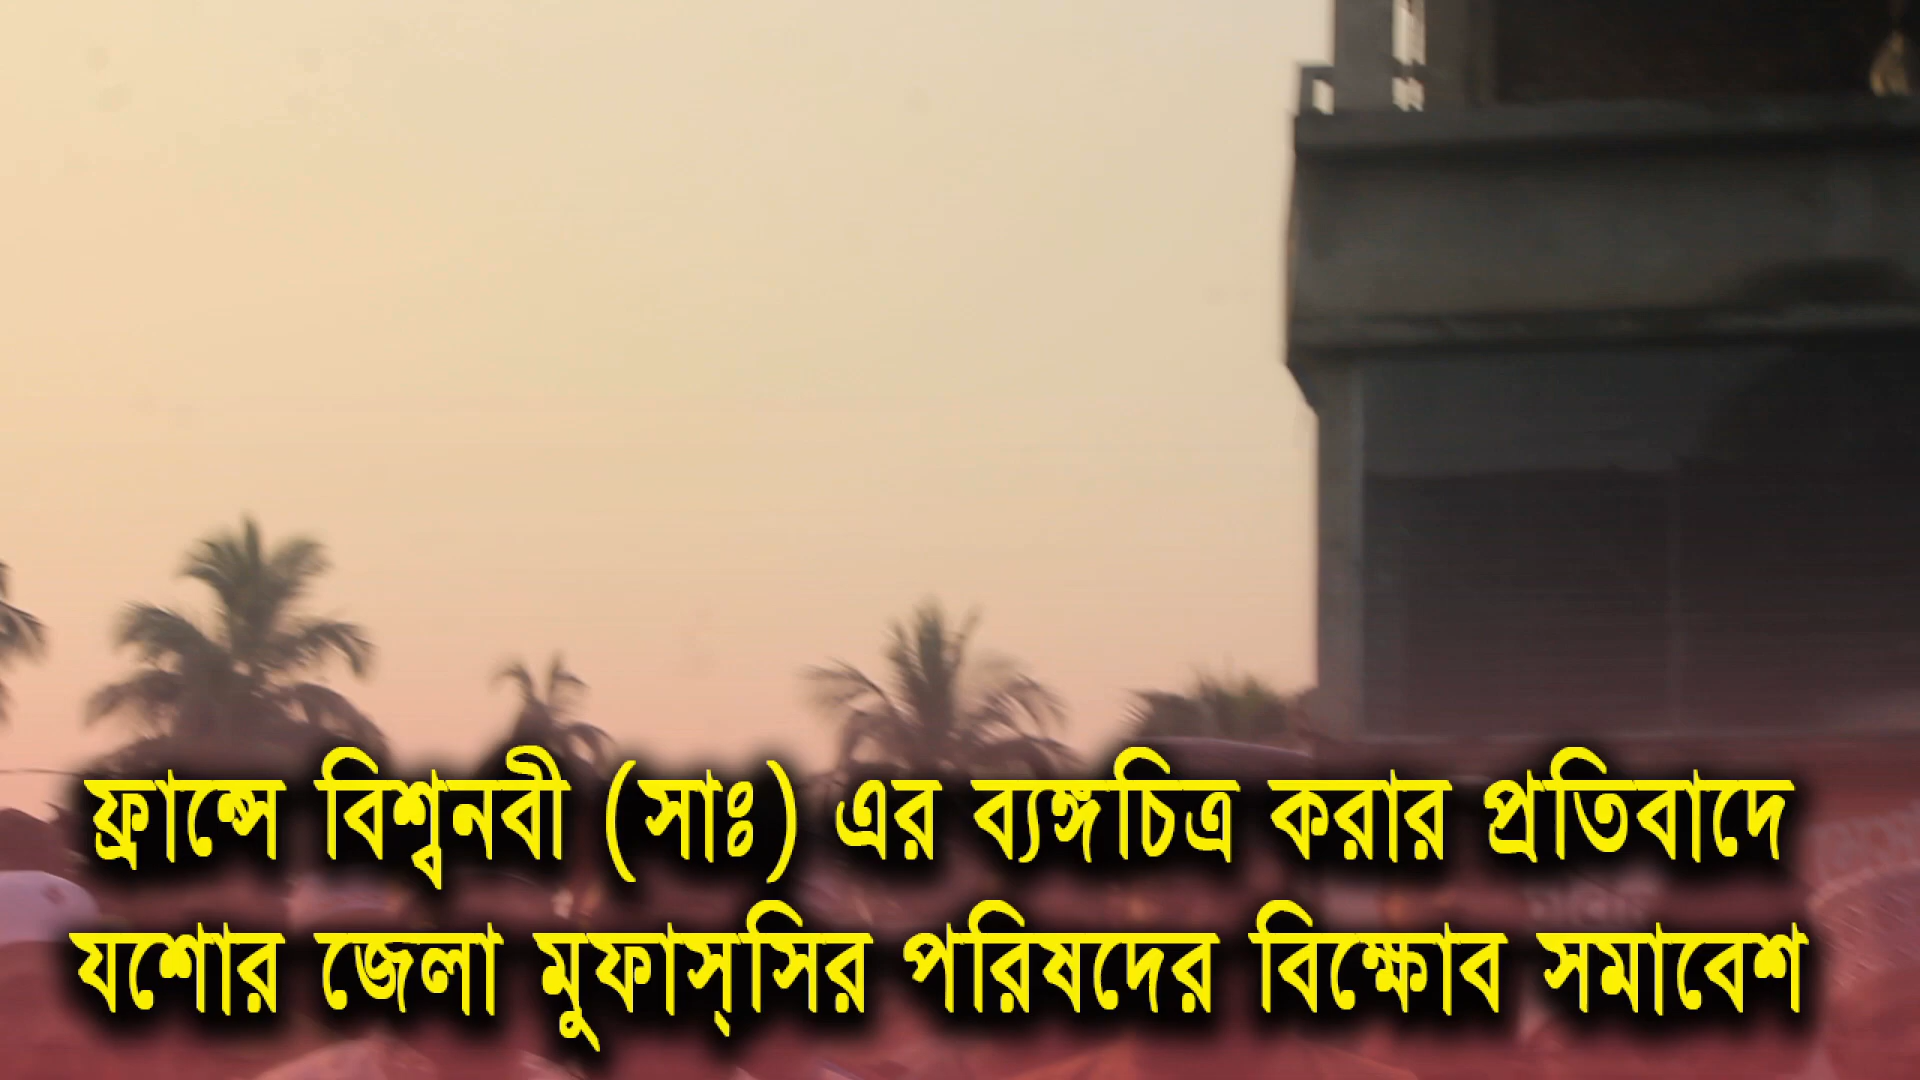 ফ্রান্সে বিশ্বনবী (সাঃ) এর ব্যঙ্গচিত্র করার প্রতিবাদে
যশোর জেলা মুফাস্‌সির পরিষদের বিক্ষোব সমাবেশ